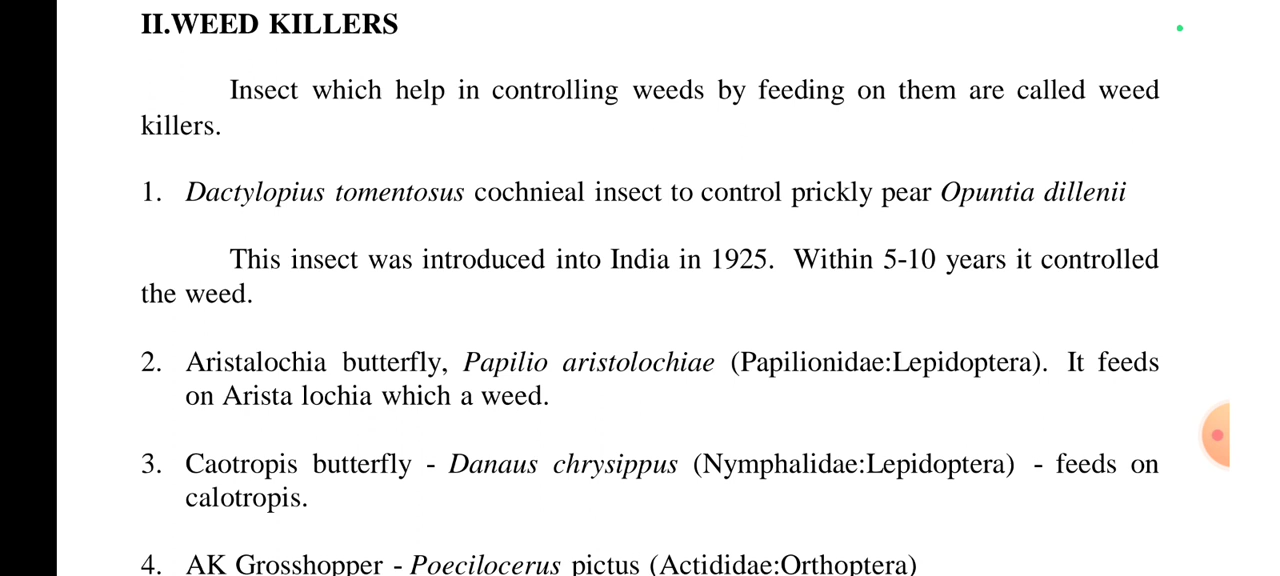 II.WEED KILLERS
Insect which help in controlling weeds by feeding on them are called weed
killers.
1. Dactylopius tomentosus cochnieal insect to control prickly pear Opuntia dillenii
This insect was introduced into India in 1925. Within 5-10 years it controlled
the weed.
2. Aristalochia butterfly, Papilio aristolochiae (Papilionidae:Lepidoptera). It feeds
on Arista lochia which a weed.
3. Caotropis butterfly - Danaus chrysippus (Nymphalidae:Lepidoptera) - feeds on
calotropis.
4. AK Grosshopper - Poecilocerus pictus (Actididae:Orthoptera)